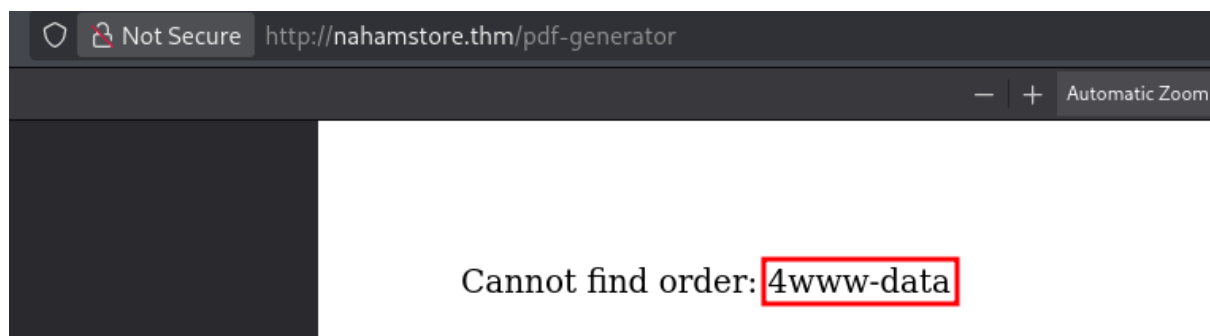 Not Secure http://nahamstore.thm/pdf-generator
− + Automatic Zoom
Cannot find order: 4www-data